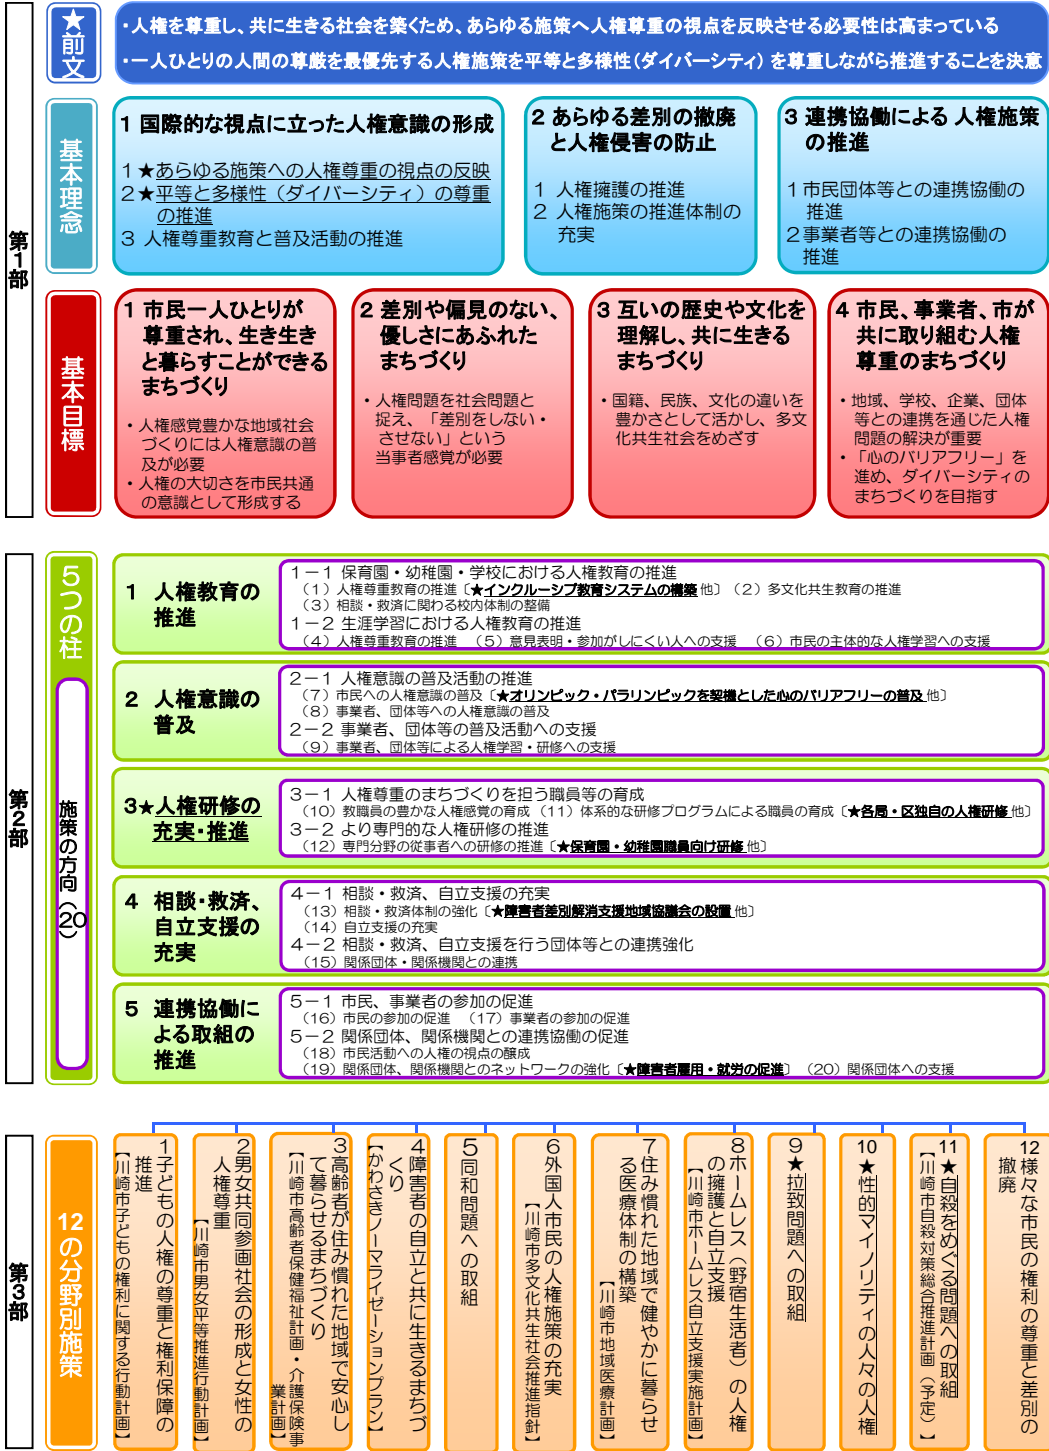 第1部
★前文
・人権を尊重し、共に生きる社会を築くため、あらゆる施策へ人権尊重の視点を反映させる必要性は高まっている
・一人ひとりの人間の尊厳を最優先する人権施策を平等と多様性(ダイバーシティ)を尊重しながら推進することを決意
基本理念
1 国際的な視点に立った人権意識の形成
1★あらゆる施策への人権尊重の視点の反映
2★平等と多様性（ダイバーシティ）の尊重
の推進
3 人権尊重教育と普及活動の推進
2 あらゆる差別の撤廃
と人権侵害の防止
1 人権擁護の推進
2 人権施策の推進体制の
充実
3 連携協働による 人権施策
の推進
1 市民団体等との連携協働の
推進
2 事業者等との連携協働の
推進
基本目標
1 市民一人ひとりが
尊重され、生き生き
と暮らすことができる
まちづくり
・人権感覚豊かな地域社会
づくりには人権意識の普
及が必要
・人権の大切さを市民共通
の意識として形成する
2 差別や偏見のない、
優しさにあふれた
まちづくり
・人権問題を社会問題と
捉え、「差別をしない・
させない」という
当事者感覚が必要
3 互いの歴史や文化を
理解し、共に生きる
まちづくり
・国籍、民族、文化の違いを
豊かさとして活かし、多文
化共生社会をめざす
4 市民、事業者、市が
共に取り組む人権
尊重のまちづくり
・地域、学校、企業、団体
等との連携を通じた人権
問題の解決が重要
・「心のバリアフリー」を
進め、ダイバーシティの
まちづくりを目指す
第2部
5つの柱
施策の方向（20）
1 人権教育の
推進
1－1 保育園・幼稚園・学校における人権教育の推進
（1）人権尊重教育の推進〔★インクルーシブ教育システムの構築 他〕（2）多文化共生教育の推進
（3）相談・救済に関わる校内体制の整備
1－2 生涯学習における人権教育の推進
（4）人権尊重教育の推進 （5）意見表明・参加がしにくい人への支援 （6）市民の主体的な人権学習への支援
2 人権意識の
普及
2－1 人権意識の普及活動の推進
（7）市民への人権意識の普及〔★オリンピック・パラリンピックを契機とした心のバリアフリーの普及 他〕
（8）事業者、団体等への人権意識の普及
2－2 事業者、団体等の普及活動への支援
（9）事業者、団体等による人権学習・研修への支援
3★人権研修の
充実・推進
3－1 人権尊重のまちづくりを担う職員等の育成
（10）教職員の豊かな人権感覚の育成（11）体系的な研修プログラムによる職員の育成〔★各局・区独自の人権研修 他〕
3－2 より専門的な人権研修の推進
（12）専門分野の従事者への研修の推進〔★保育園・幼稚園職員向け研修 他〕
4 相談・救済、
自立支援の
充実
4－1 相談・救済、自立支援の充実
（13）相談・救済体制の強化〔★障害者差別解消支援地域協議会の設置 他〕
（14）自立支援の充実
4－2 相談・救済、自立支援を行う団体等との連携強化
（15）関係団体・関係機関との連携
5 連携協働に
よる取組の
推進
5－1 市民、事業者の参加の促進
（16）市民の参加の促進 （17）事業者の参加の促進
5－2 関係団体、関係機関との連携協働の促進
（18）市民活動への人権の視点の醸成
（19）関係団体、関係機関とのネットワークの強化〔★障害者雇用・就労の促進〕（20）関係団体への支援
第3部
12の分野別施策
1子どもの人権の尊重と権利保障の
推進
【川崎市子どもの権利に関する行動計画】
2男女共同参画社会の形成と女性の
人権尊重
【川崎市男女平等推進行動計画】
3高齢者が住み慣れた地域で安心し
て暮らせるまちづくり
【川崎市高齢者保健福祉計画・介護保険事
業計画】
4障害者の自立と共に生きるまちづ
くり
【かわさきノーマライゼーションプラン】
5同和問題への取組
6外国人市民の人権施策の充実
【川崎市多文化共生社会推進指針】
7住み慣れた地域で健やかに暮らせ
る医療体制の構築
【川崎市地域医療計画】
8ホームレス（野宿生活者）の人権
の擁護と自立支援
【川崎市ホームレス自立支援実施計画】
9★拉致問題への取組
10★性的マイノリティの人々の人権
11★自殺をめぐる問題への取組
【川崎市自殺対策総合推進計画（予定）】
12様々な市民の権利の尊重と差別の
撤廃